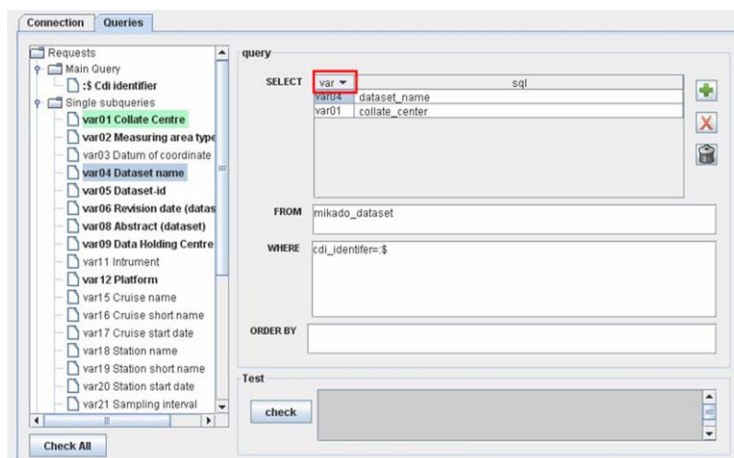 Connection Queries
Requests
Main Query
:$ Cdi identifier
Single subqueries
var01 Collate Centre
var02 Measuring area type
var03 Datum of coordinate
var04 Dataset name
var05 Dataset-id
var06 Revision date (datas
var08 Abstract (dataset)
var09 Data Holding Centre
var11 Intrument
var12 Platform
var15 Cruise name
var16 Cruise short name
var17 Cruise start date
var18 Station name
var19 Station short name
var20 Station start date
var21 Sampling interval
Check All
query
SELECT var sql
var04 dataset_name
var01 collate_center
FROM mikado_dataset
WHERE cdi_identifer=:$
ORDER BY
Test
check